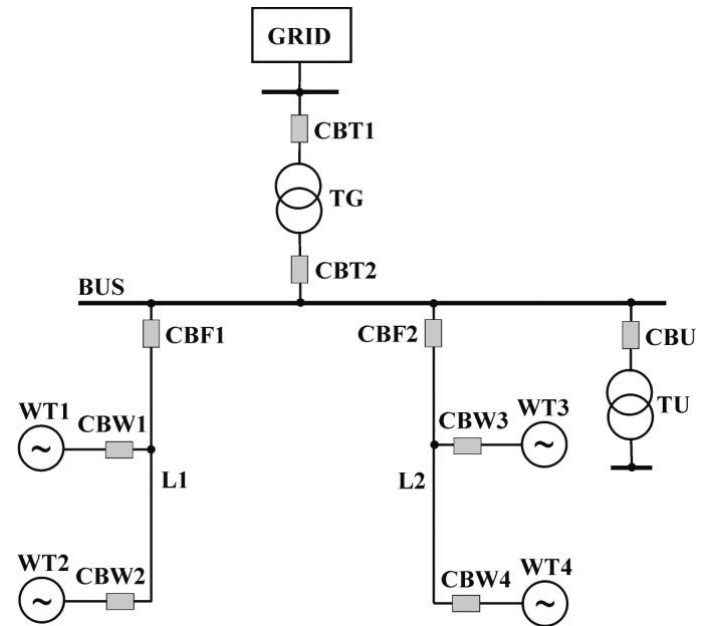 GRID
CBT1
TG
CBT2
BUS
CBF1
CBF2
CBU
WT1
CBW1
CBW3
WT3
TU
L1
L2
WT2
CBW2
CBW4
WT4
~
~
~
~